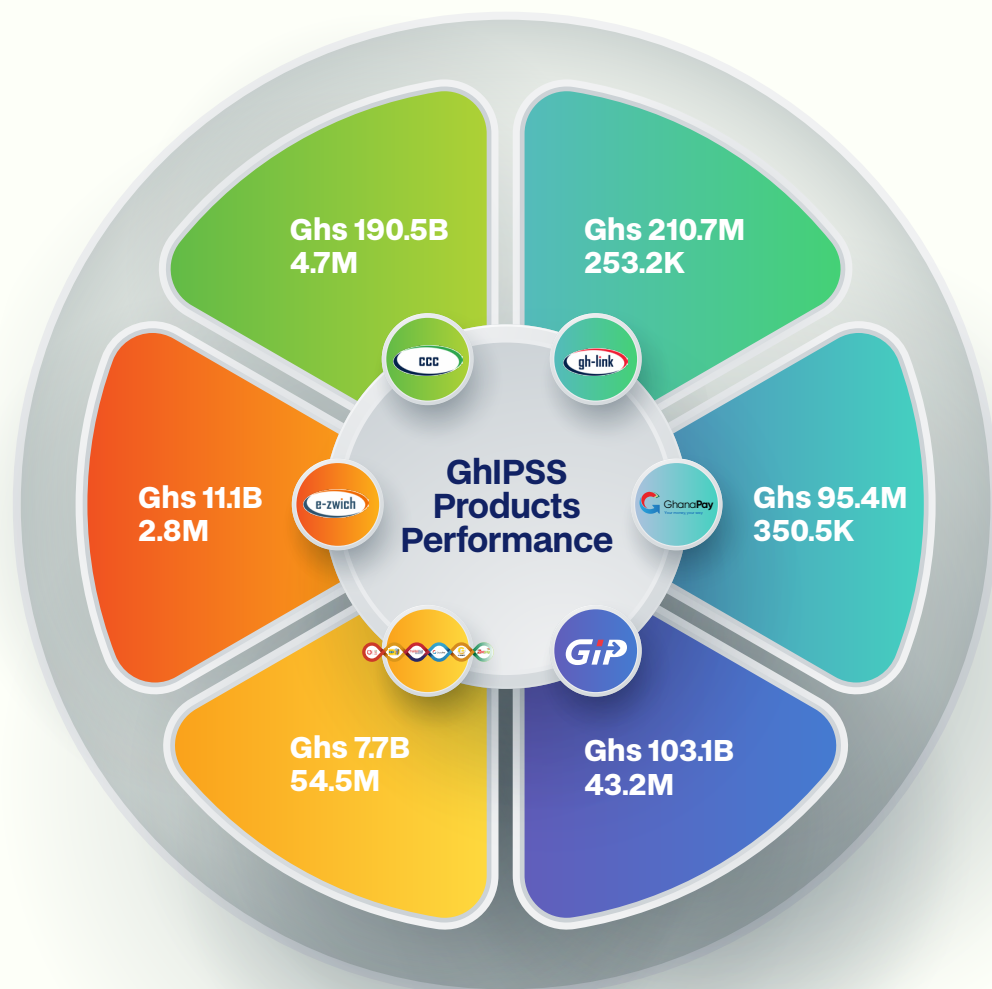 Ghs 190.5B
4.7M
Ghs 210.7M
253.2K
ccc
gh-link
Ghs 11.1B
2.8M
e-zwich
GhIPSS
Products
Performance
GhanaPay
Ghs 95.4M
350.5K
GiP
Ghs 7.7B
54.5M
Ghs 103.1B
43.2M